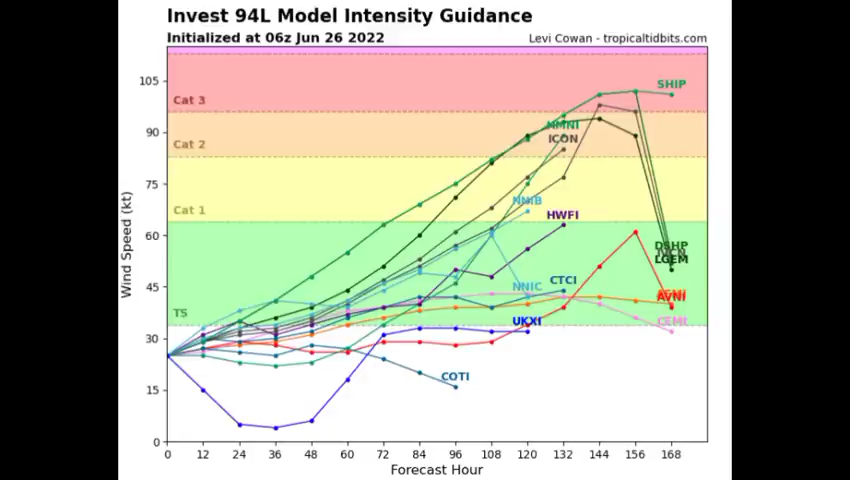 Invest 94L Model Intensity Guidance
Initialized at 06z Jun 26 2022
Levi Cowan - tropicaltidbits.com
Wind Speed (kt)
105
90
75
60
45
30
15
0
Cat 3
Cat 2
Cat 1
TS
SHIP
NMNI
ICON
NNIB
HWFI
DSHP
IVCN
LGEM
CTCI
NNIC
AVNI
CEMI
UKXI
COTI
0 12 24 36 48 60 72 84 96 108 120 132 144 156 168
Forecast Hour